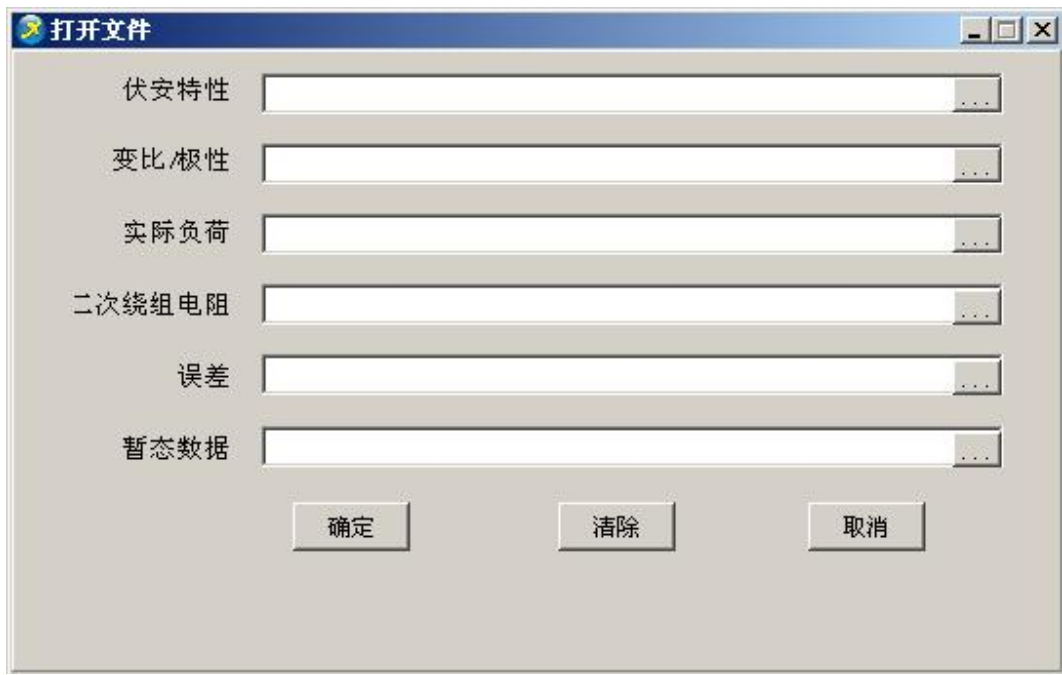 打开文件
伏安特性 ...
变比/极性 ...
实际负荷 ...
二次绕组电阻 ...
误差 ...
暂态数据 ...
确定 清除 取消